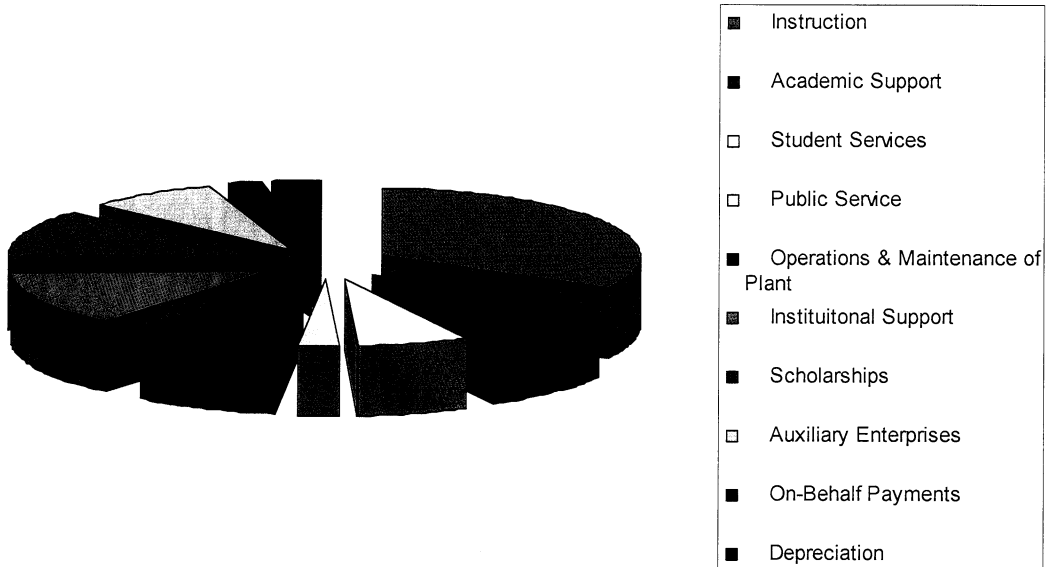 Instruction
Academic Support
Student Services
Public Service
Operations & Maintenance of
Plant
Instituitonal Support
Scholarships
Auxiliary Enterprises
On-Behalf Payments
Depreciation